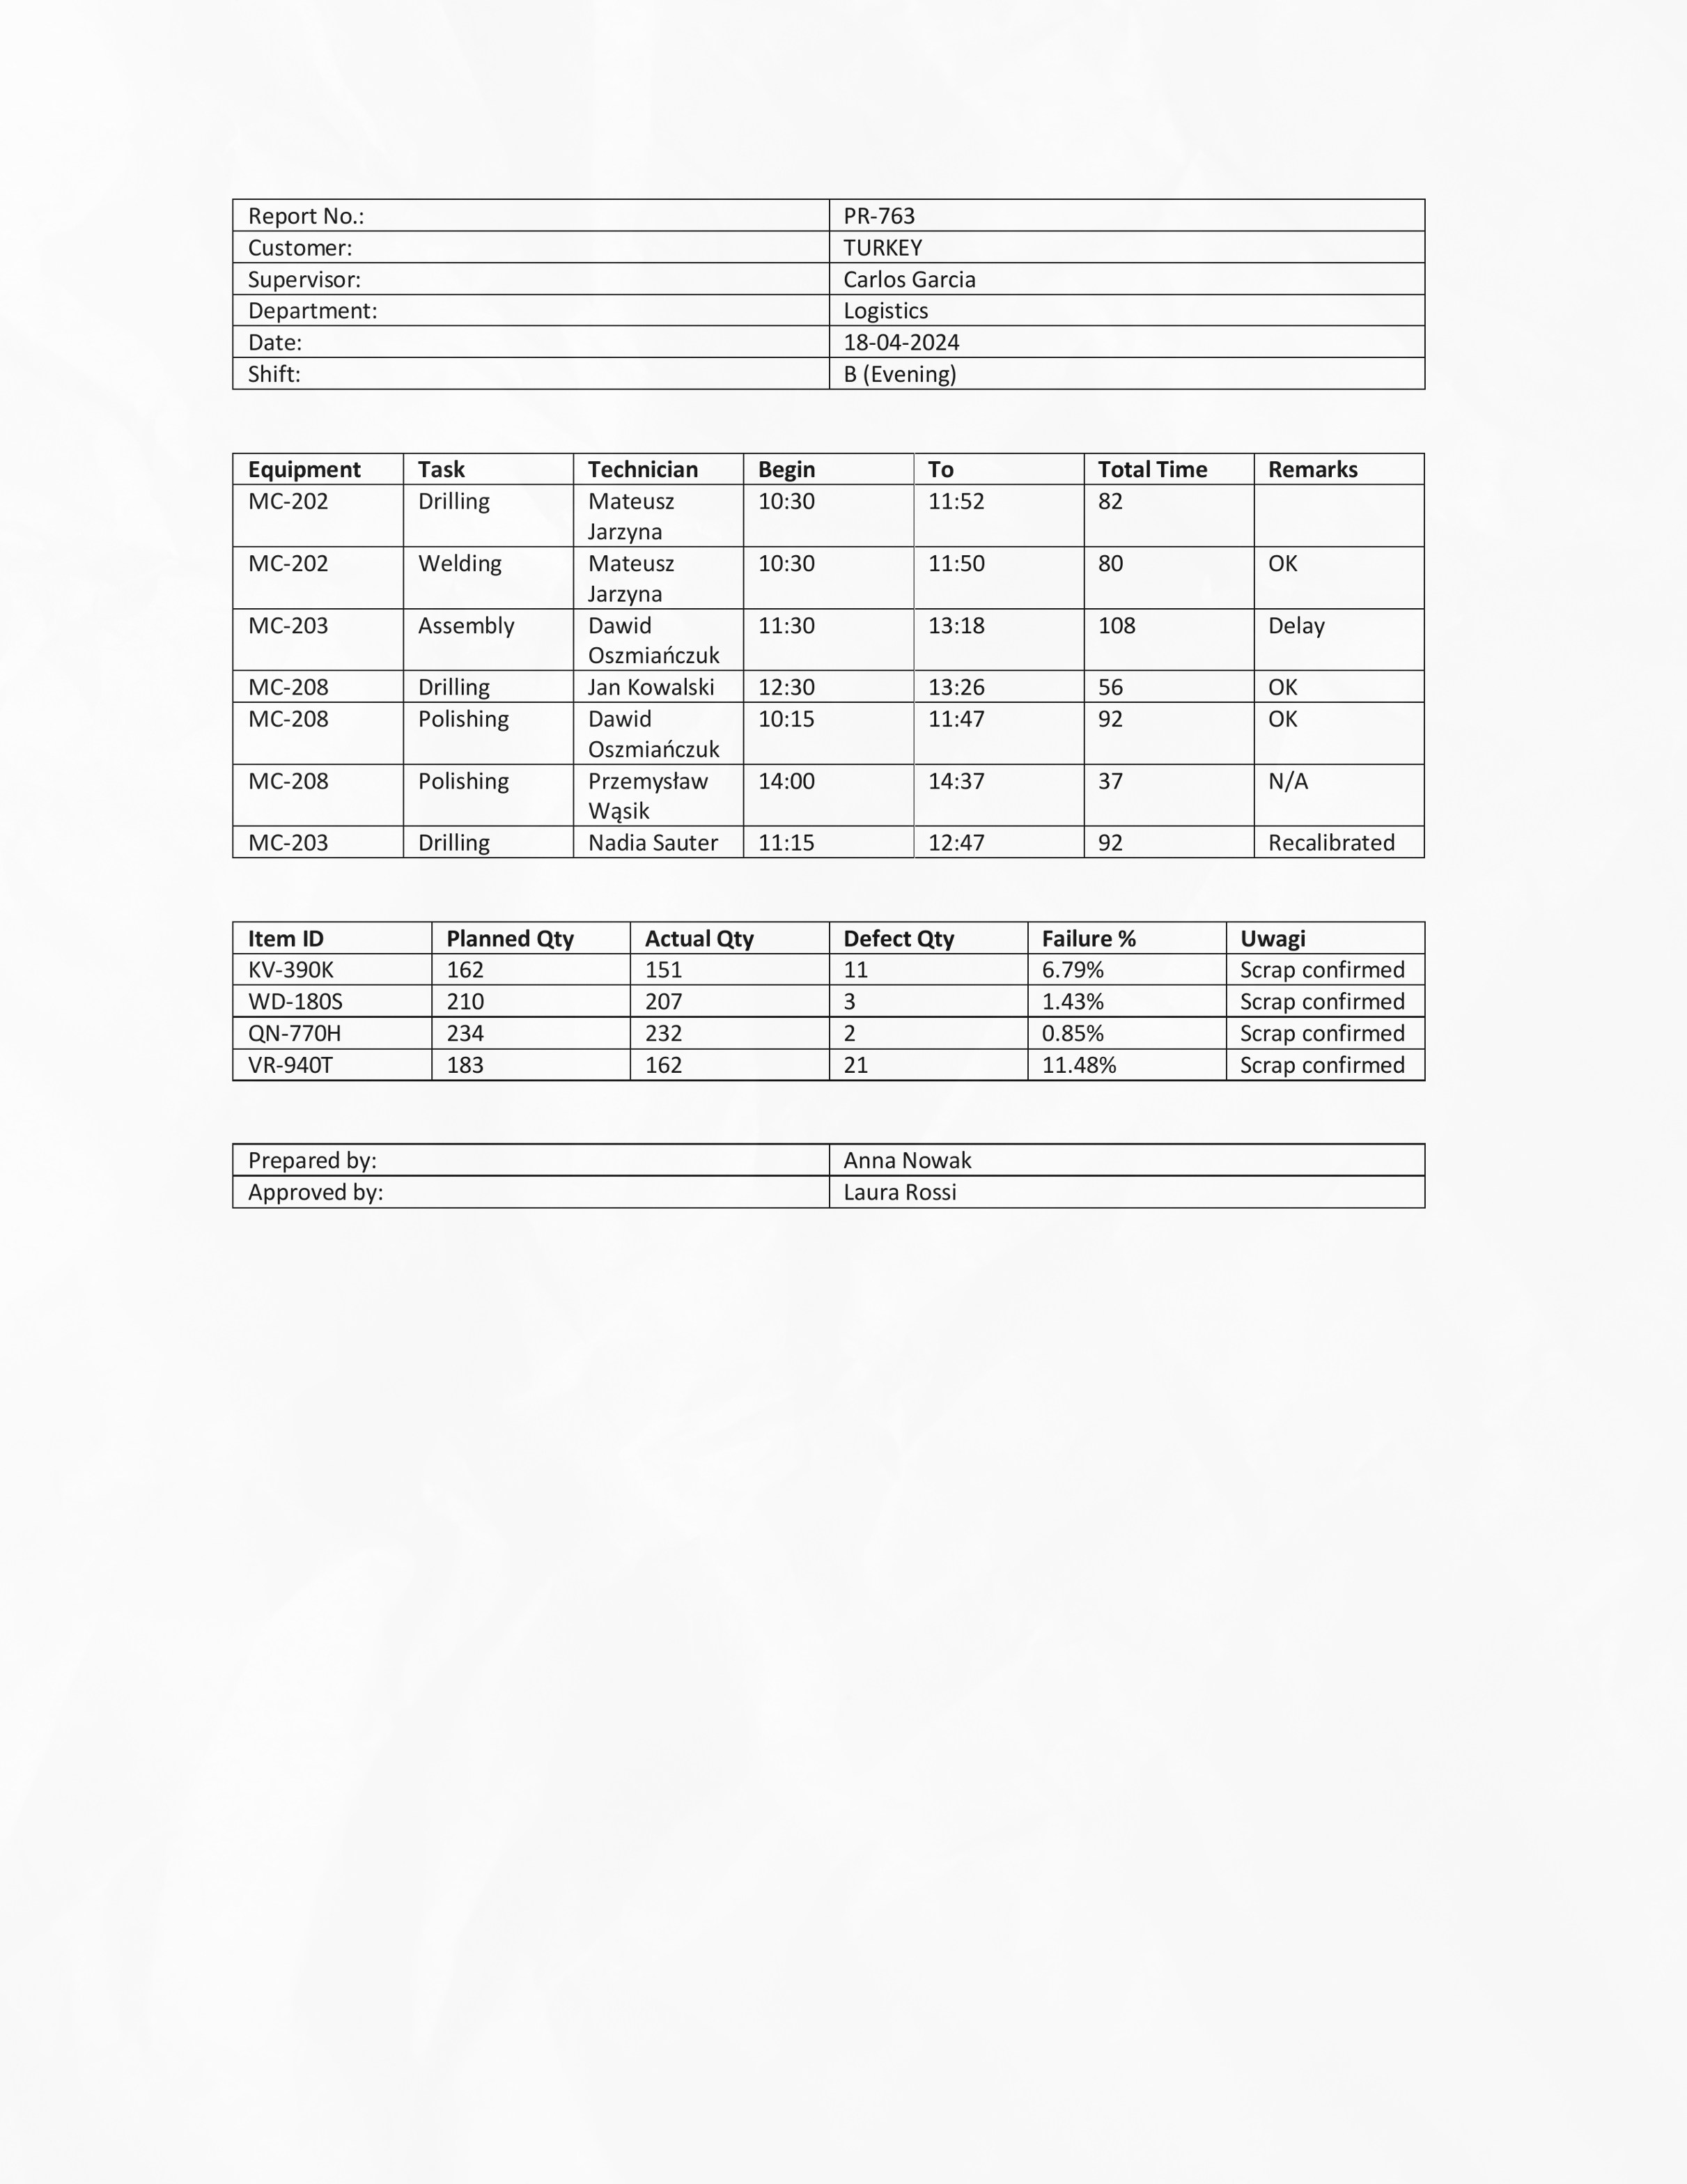 Report No.: PR-763
Customer: TURKEY
Supervisor: Carlos Garcia
Department: Logistics
Date: 18-04-2024
Shift: B (Evening)
Equipment Task Technician Begin To Total Time Remarks
MC-202 Drilling Mateusz 10:30 11:52 82
Jarzyna
MC-202 Welding Mateusz 10:30 11:50 80 OK
Jarzyna
MC-203 Assembly Dawid 11:30 13:18 108 Delay
Oszmiańczuk
MC-208 Drilling Jan Kowalski 12:30 13:26 56 OK
MC-208 Polishing Dawid 10:15 11:47 92 OK
Oszmiańczuk
MC-208 Polishing Przemysław 14:00 14:37 37 N/A
Wąsik
MC-203 Drilling Nadia Sauter 11:15 12:47 92 Recalibrated
Item ID Planned Qty Actual Qty Defect Qty Failure % Uwagi
KV-390K 162 151 11 6.79% Scrap confirmed
WD-180S 210 207 3 1.43% Scrap confirmed
QN-770H 234 232 2 0.85% Scrap confirmed
VR-940T 183 162 21 11.48% Scrap confirmed
Prepared by: Anna Nowak
Approved by: Laura Rossi